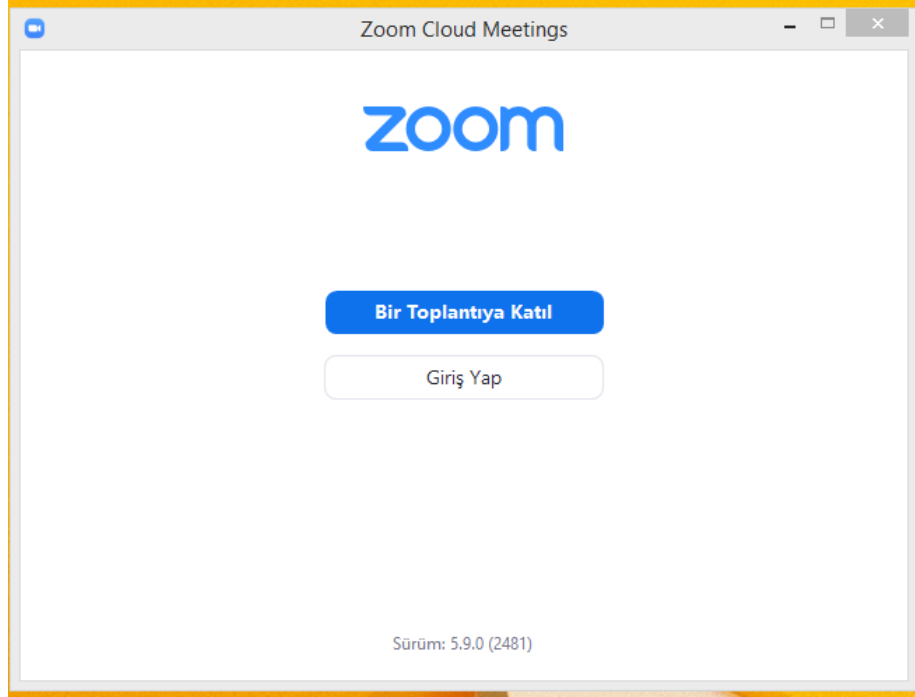 Zoom Cloud Meetings
zoom
Bir Toplantıya Katıl
Giriş Yap
Sürüm: 5.9.0 (2481)